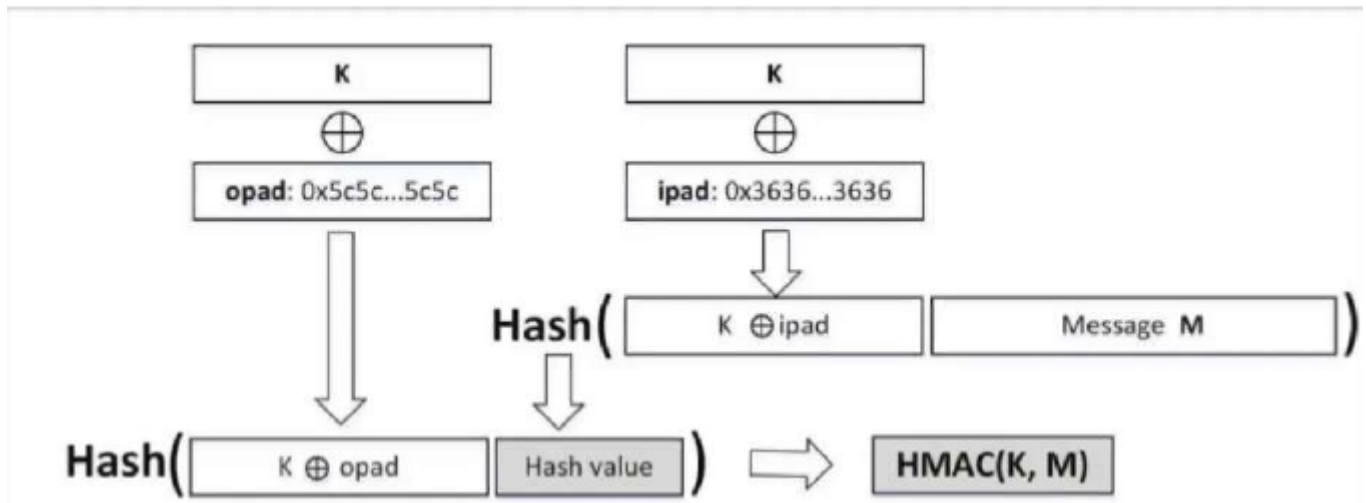 K K
⊕ ⊕
opad: 0x5c5c...5c5c ipad: 0x3636...3636
Hash( K ⊕ ipad Message M )
Hash( K ⊕ opad Hash value ) HMAC(K, M)